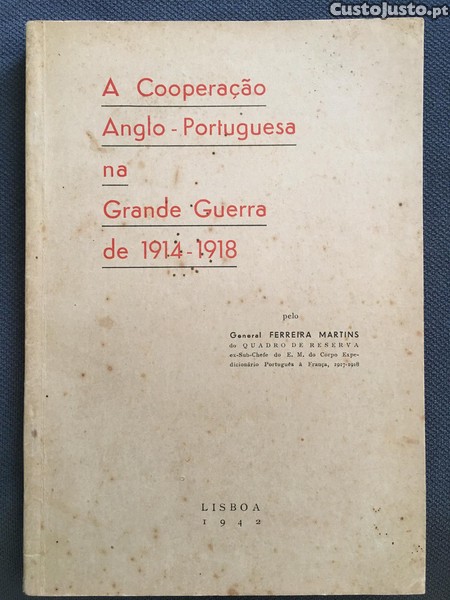 CustoJusto.pt
A Cooperação
Anglo-Portuguesa
na
Grande Guerra
de 1914-1918
pelo
General FERREIRA MARTINS
do QUADRO DE RESERVA
ex-Sub-Chefe do E. M. do Corpo Expe-
dicionário Português à França, 1917-1918
LISBOA
1942